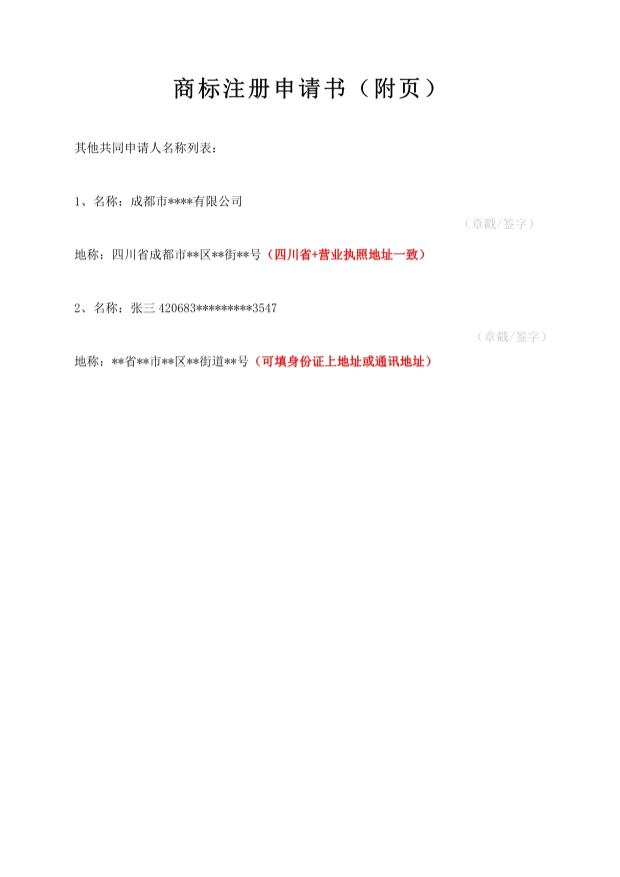 商标注册申请书（附页）
其他共同申请人名称列表：
1、名称：成都市****有限公司
（章戳/签字）
地称：四川省成都市**区**街**号（四川省+营业执照地址一致）
2、名称：张三 420683*********3547
（章戳/签字）
地称：**省**市**区**街道**号（可填身份证上地址或通讯地址）